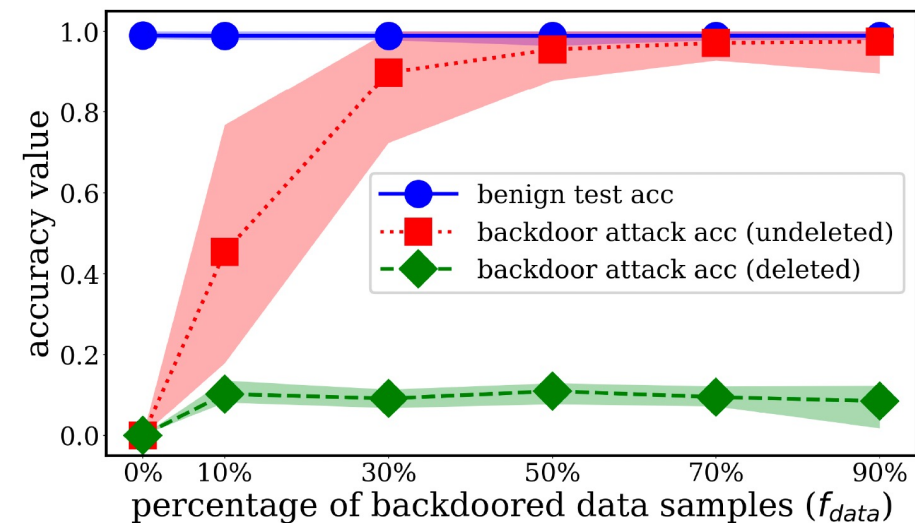 accuracy value
1.0
0.8
0.6
0.4
0.2
0.0
benign test acc
backdoor attack acc (undeleted)
backdoor attack acc (deleted)
0% 10% 30% 50% 70% 90%
percentage of backdoored data samples (f_data)